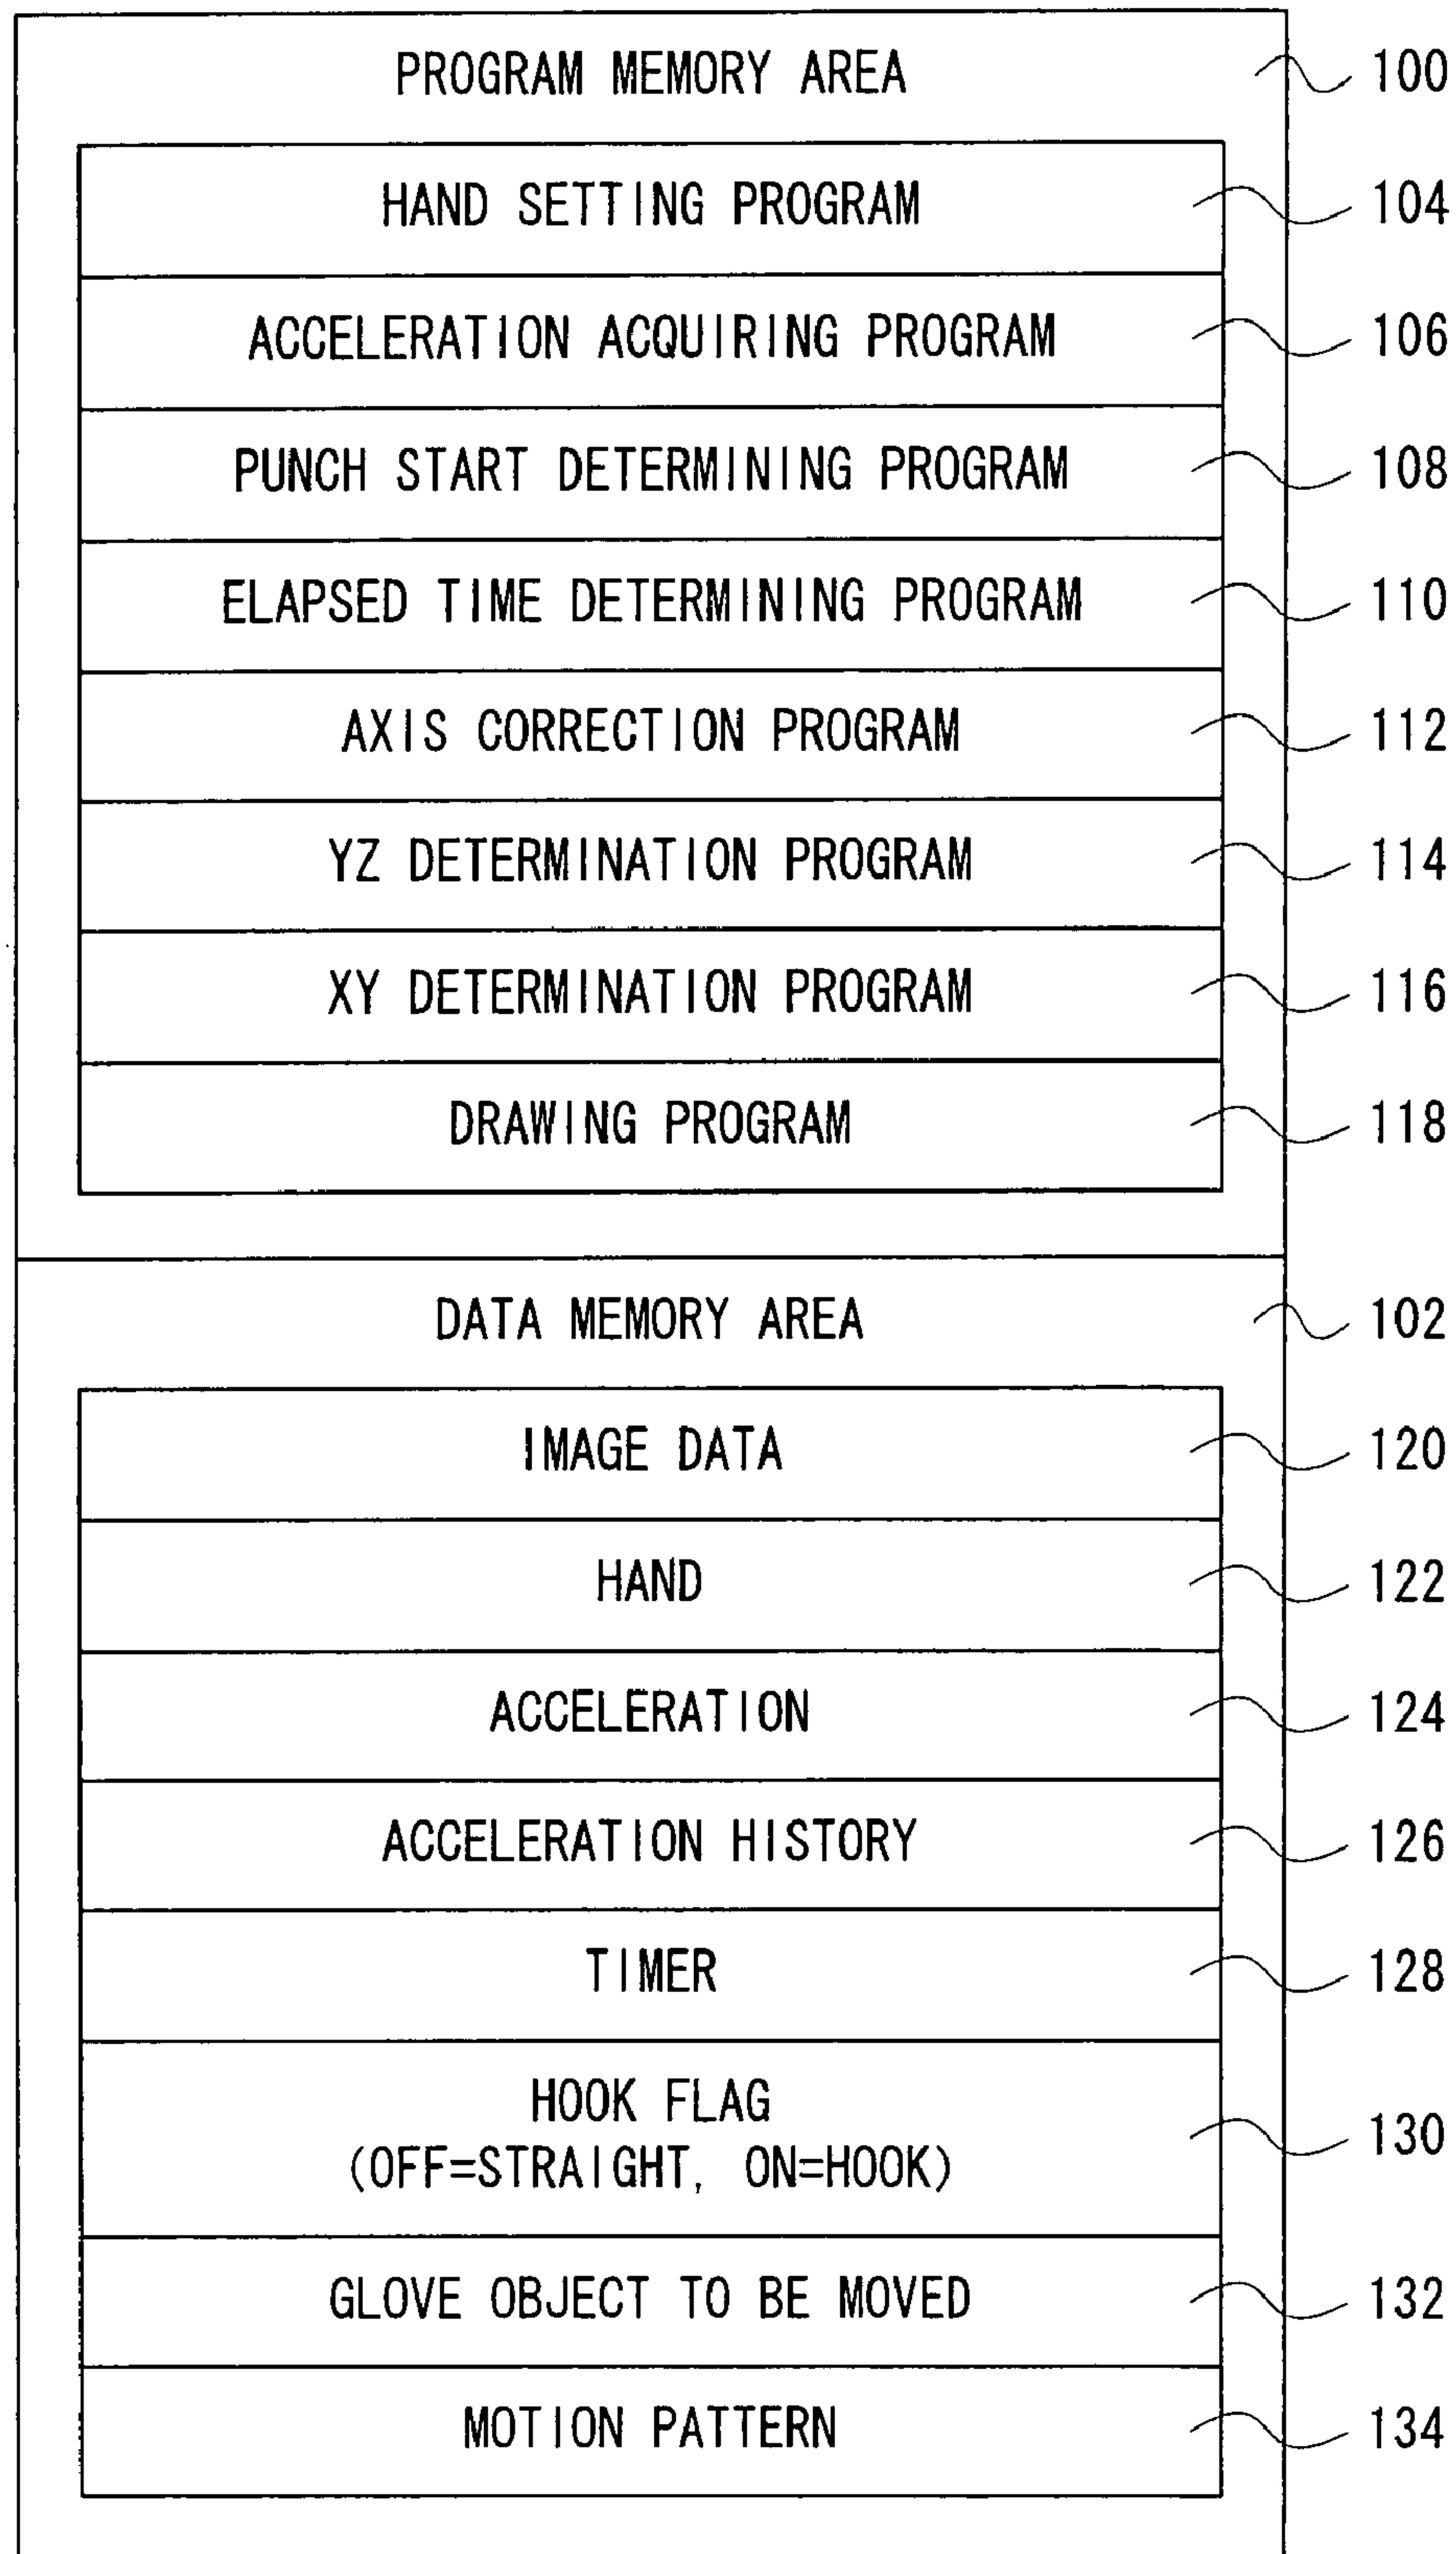 PROGRAM MEMORY AREA 100
HAND SETTING PROGRAM 104
ACCELERATION ACQUIRING PROGRAM 106
PUNCH START DETERMINING PROGRAM 108
ELAPSED TIME DETERMINING PROGRAM 110
AXIS CORRECTION PROGRAM 112
YZ DETERMINATION PROGRAM 114
XY DETERMINATION PROGRAM 116
DRAWING PROGRAM 118
DATA MEMORY AREA 102
IMAGE DATA 120
HAND 122
ACCELERATION 124
ACCELERATION HISTORY 126
TIMER 128
HOOK FLAG
(OFF=STRAIGHT, ON=HOOK) 130
GLOVE OBJECT TO BE MOVED 132
MOTION PATTERN 134